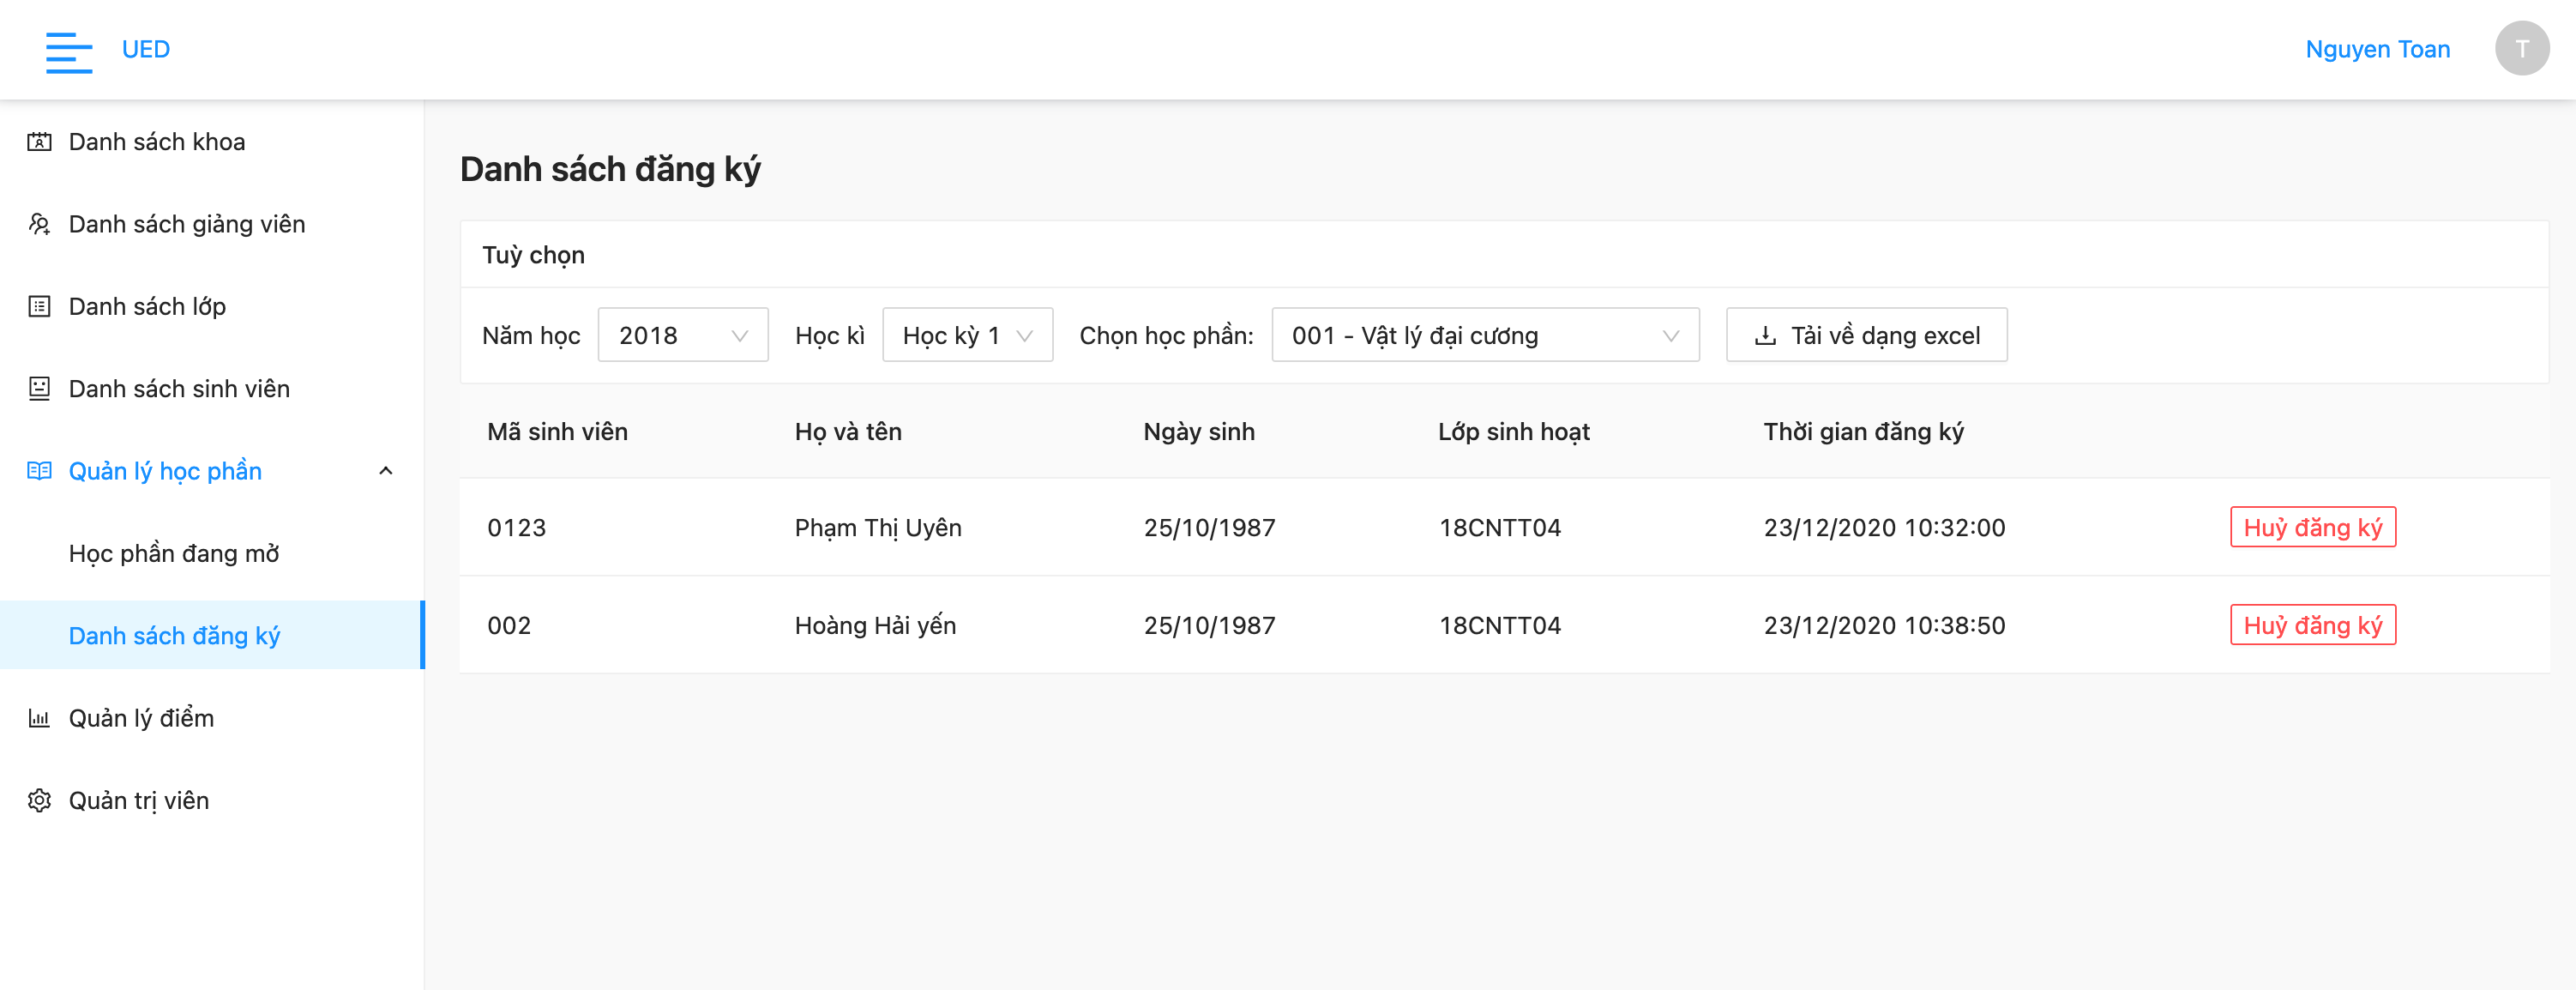 UED
Nguyen Toan
T
Danh sách khoa
Danh sách giảng viên
Danh sách lớp
Danh sách sinh viên
Quản lý học phần
Học phần đang mở
Danh sách đăng ký
Quản lý điểm
Quản trị viên
Danh sách đăng ký
Tuỳ chọn
Năm học 2018 Học kì Học kỳ 1 Chọn học phần: 001 - Vật lý đại cương Tải về dạng excel
Mã sinh viên Họ và tên Ngày sinh Lớp sinh hoạt Thời gian đăng ký
0123 Phạm Thị Uyên 25/10/1987 18CNTT04 23/12/2020 10:32:00 Huỷ đăng ký
002 Hoàng Hải yến 25/10/1987 18CNTT04 23/12/2020 10:38:50 Huỷ đăng ký